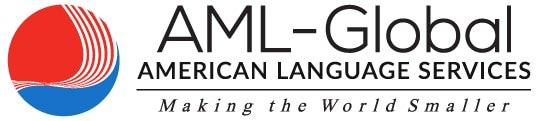 AML-Global
AMERICAN LANGUAGE SERVICES
Making the World Smaller